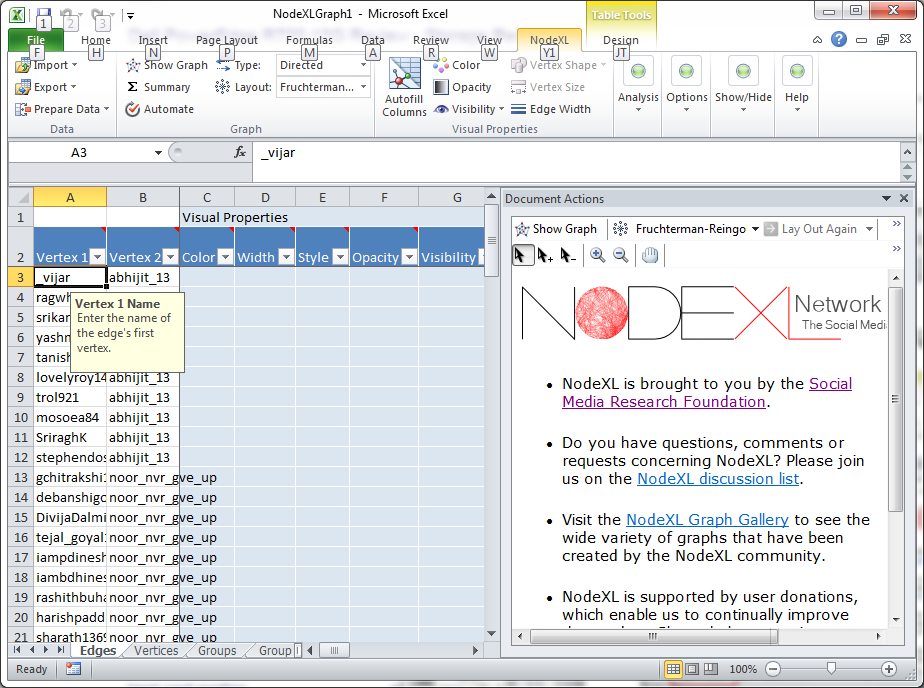 NodeXLGraph1 - Microsoft Excel
Table Tools
1 2 3
File Home Insert Page Layout Formulas Data Review View NodeXL Design
F H N P M A R W Y1 JT
Import Show Graph Type: Directed Color Vertex Shape
Export Summary Layout: Fruchterman... Opacity Vertex Size
Prepare Data Automate Visibility Edge Width
Autofill Columns
Analysis Options Show/Hide Help
Data Graph Visual Properties
A3 fx _vijar
A B C D E F G
1 Visual Properties
2 Vertex 1 Vertex 2 Color Width Style Opacity Visibility
3 _vijar abhijit_13
4
5
6
7
Vertex 1 Name
Enter the name of
the edge's first
vertex.
8 lovelyroy14 abhijit_13
9 trol921 abhijit_13
10 mosoea84 abhijit_13
11 SriraghK abhijit_13
12 stephendos abhijit_13
13 gchitrakshi1 noor_nvr_gve_up
14 debanshigo noor_nvr_gve_up
15 DivijaDalmi noor_nvr_gve_up
16 tejal_goyal noor_nvr_gve_up
17 iampdinesh noor_nvr_gve_up
18 iambdhines noor_nvr_gve_up
19 rashithbuha noor_nvr_gve_up
20 harishpadd noor_nvr_gve_up
21 sharath1369 noor_nvr_gve_up
Edges Vertices Groups Group
Ready 100%
Document Actions
Show Graph Fruchterman-Reingo Lay Out Again
NODEXL Network
The Social Medi
• NodeXL is brought to you by the Social
Media Research Foundation.
• Do you have questions, comments or
requests concerning NodeXL? Please join
us on the NodeXL discussion list.
• Visit the NodeXL Graph Gallery to see the
wide variety of graphs that have been
created by the NodeXL community.
• NodeXL is supported by user donations,
which enable us to continually improve